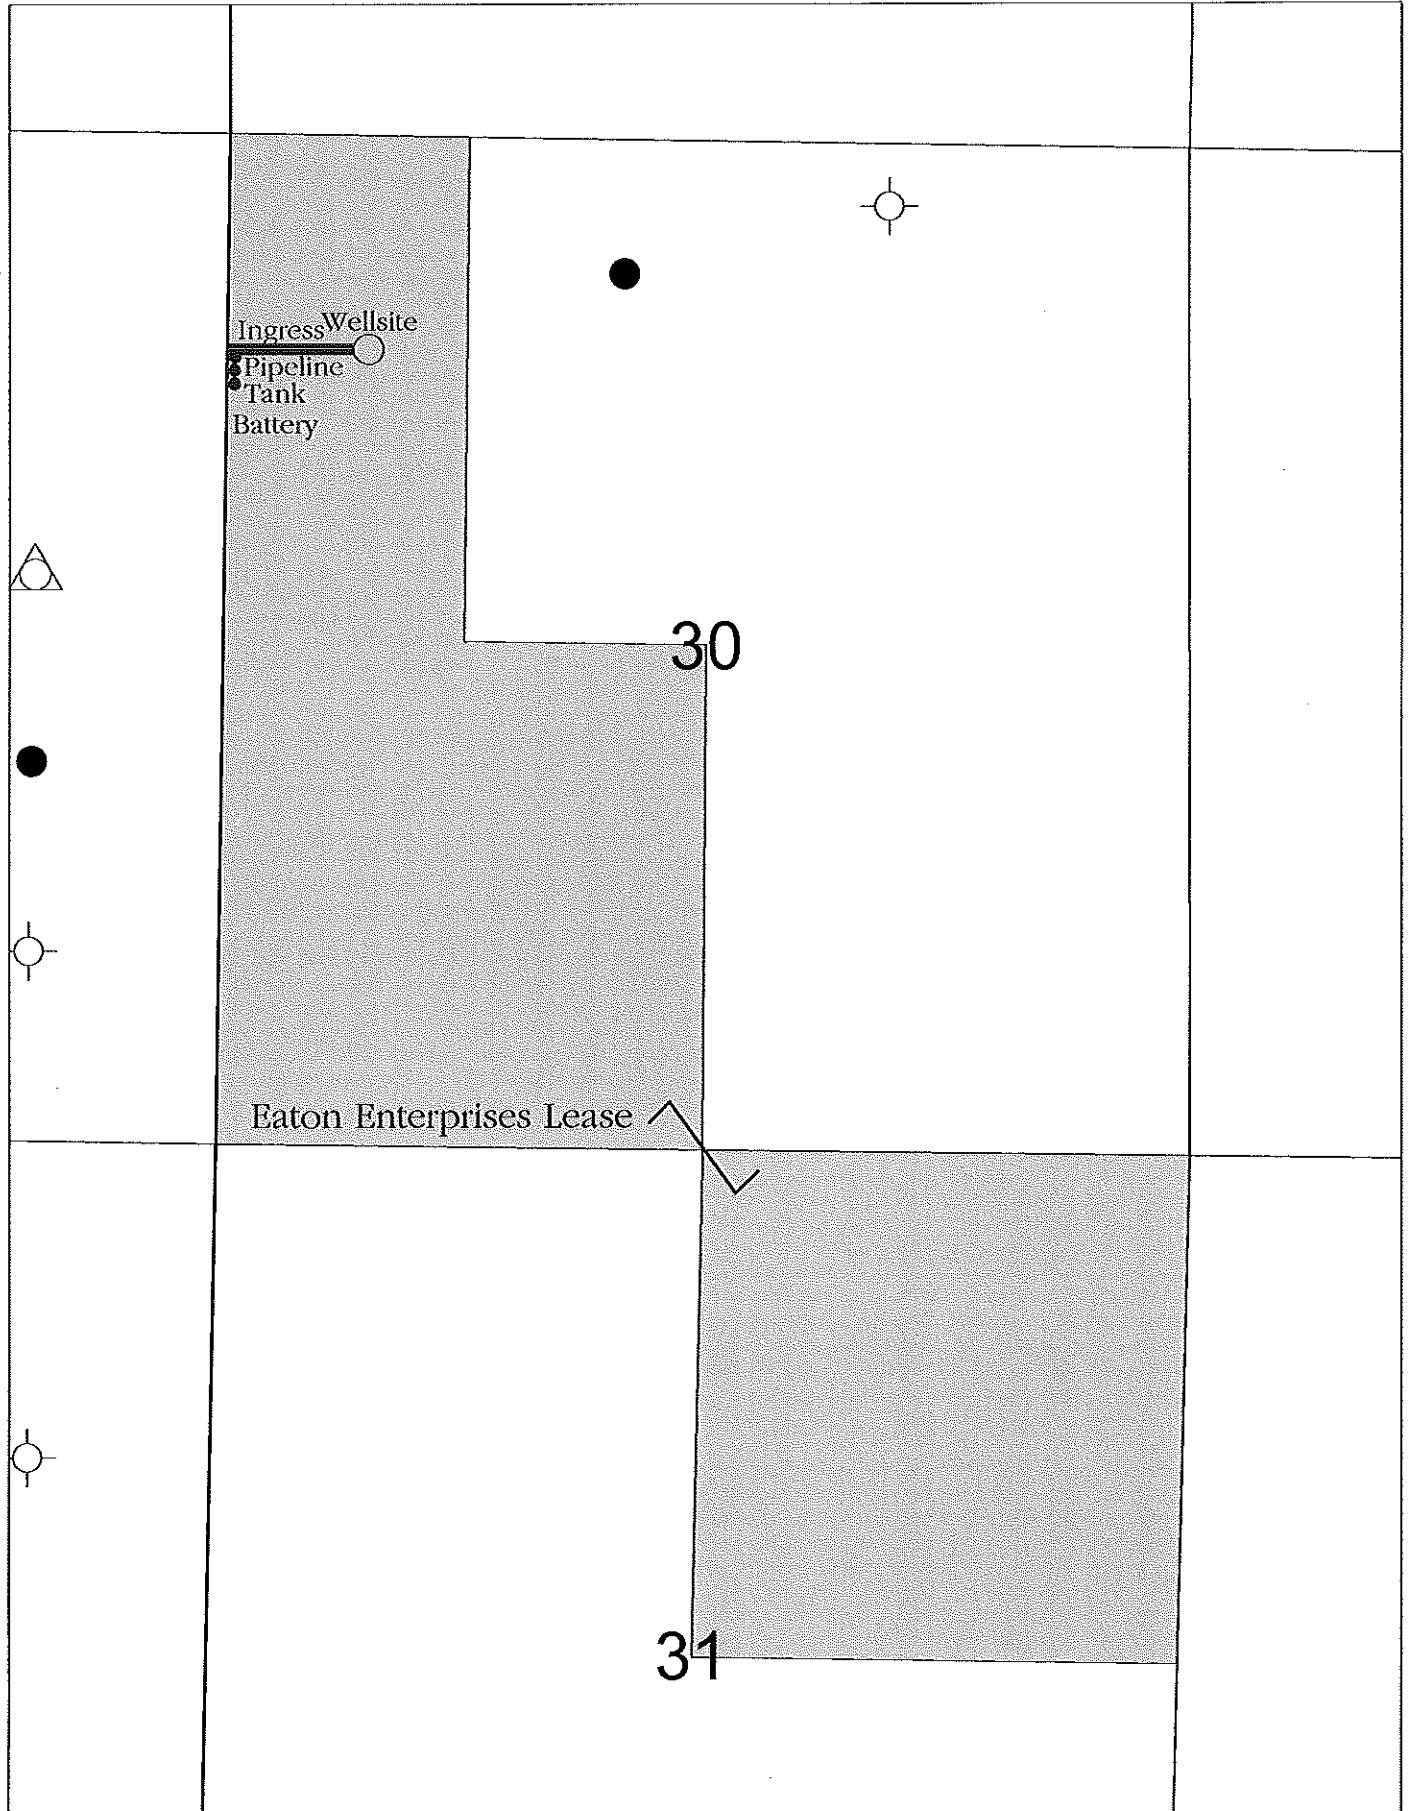 Ingress Wellsite
Pipeline
Tank
Battery
30
Eaton Enterprises Lease
31